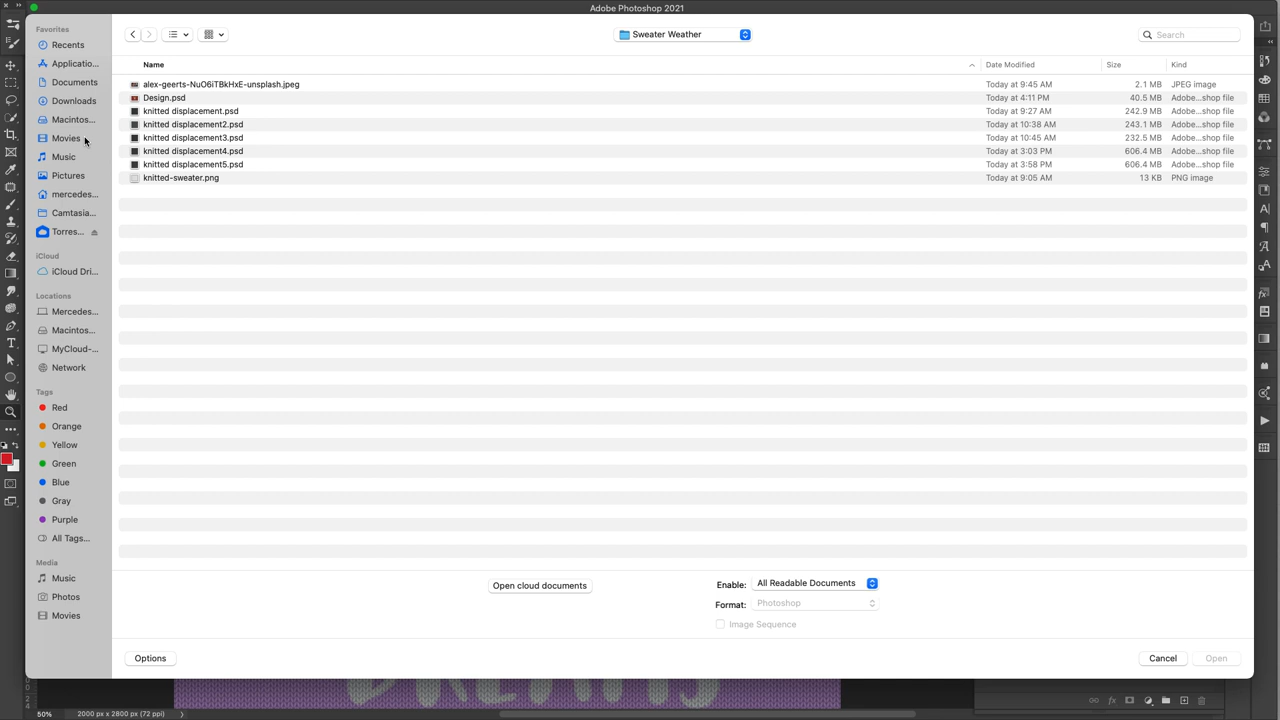 Adobe Photoshop 2021
Favorites
Recents
Applicatio...
Documents
Downloads
Macintos...
Movies
Music
Pictures
mercedes...
Camtasia...
Torres...
iCloud
iCloud Dri...
Locations
Mercedes...
Macintos...
MyCloud-...
Network
Tags
Red
Orange
Yellow
Green
Blue
Gray
Purple
All Tags...
Media
Music
Photos
Movies
Sweater Weather
Search
Name Date Modified Size Kind
alex-geerts-NuO6iTBkHxE-unsplash.jpeg Today at 9:45 AM 2.1 MB JPEG image
Design.psd Today at 4:11 PM 40.5 MB Adobe...shop file
knitted displacement.psd Today at 9:27 AM 242.9 MB Adobe...shop file
knitted displacement2.psd Today at 10:38 AM 243.1 MB Adobe...shop file
knitted displacement3.psd Today at 10:45 AM 232.5 MB Adobe...shop file
knitted displacement4.psd Today at 3:03 PM 606.4 MB Adobe...shop file
knitted displacement5.psd Today at 3:58 PM 606.4 MB Adobe...shop file
knitted-sweater.png Today at 9:05 AM 13 KB PNG image
Open cloud documents
Enable: All Readable Documents
Format: Photoshop
Image Sequence
Options
Cancel
Open
50% 2000 px x 2800 px (72 ppi)